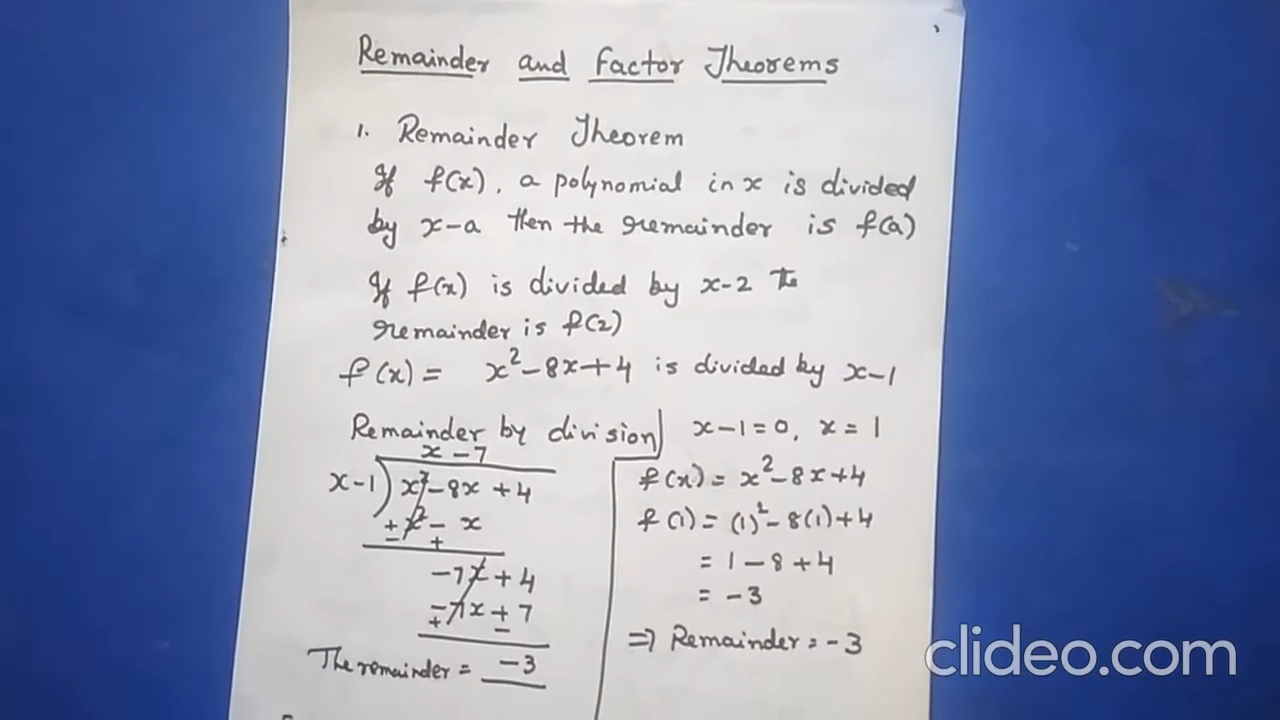 Remainder and Factor Theorems
1. Remainder Theorem
If f(x), a polynomial in x is divided
by x-a then the remainder is f(a)
If f(x) is divided by x-2 The
remainder is f(2)
f(x) = x² - 8x + 4 is divided by x-1
Remainder by division
x - 7
x-1) x² - 8x + 4
+ x² - x
- +
-7x + 4
-7x + 7
+ -
The remainder = -3
x-1 = 0, x = 1
f(x) = x² - 8x + 4
f(1) = (1)² - 8(1) + 4
= 1 - 8 + 4
= -3
⇒ Remainder = -3
clideo.com